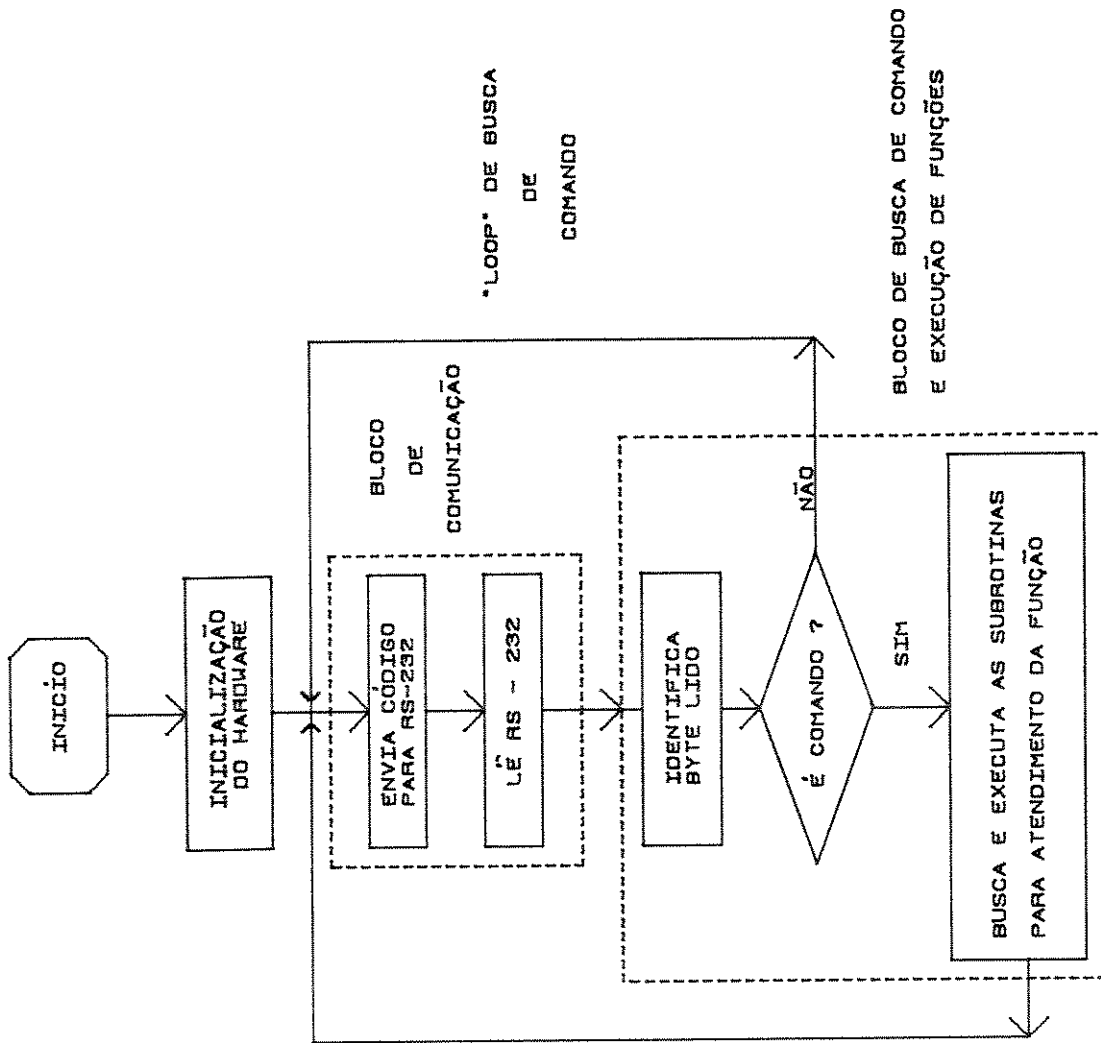 INICÍO
INICIALIZAÇÃO
DO HARDWARE
"LOOP" DE BUSCA
DE
COMANDO
BLOCO
DE
COMUNICAÇÃO
ENVIA CÓDIGO
PARA RS-232
LÊ RS - 232
IDENTIFICA
BYTE LIDO
É COMANDO ?
NÃO
SIM
BLOCO DE BUSCA DE COMANDO
E EXECUÇÃO DE FUNÇÕES
BUSCA E EXECUTA AS SUBROTINAS
PARA ATENDIMENTO DA FUNÇÃO